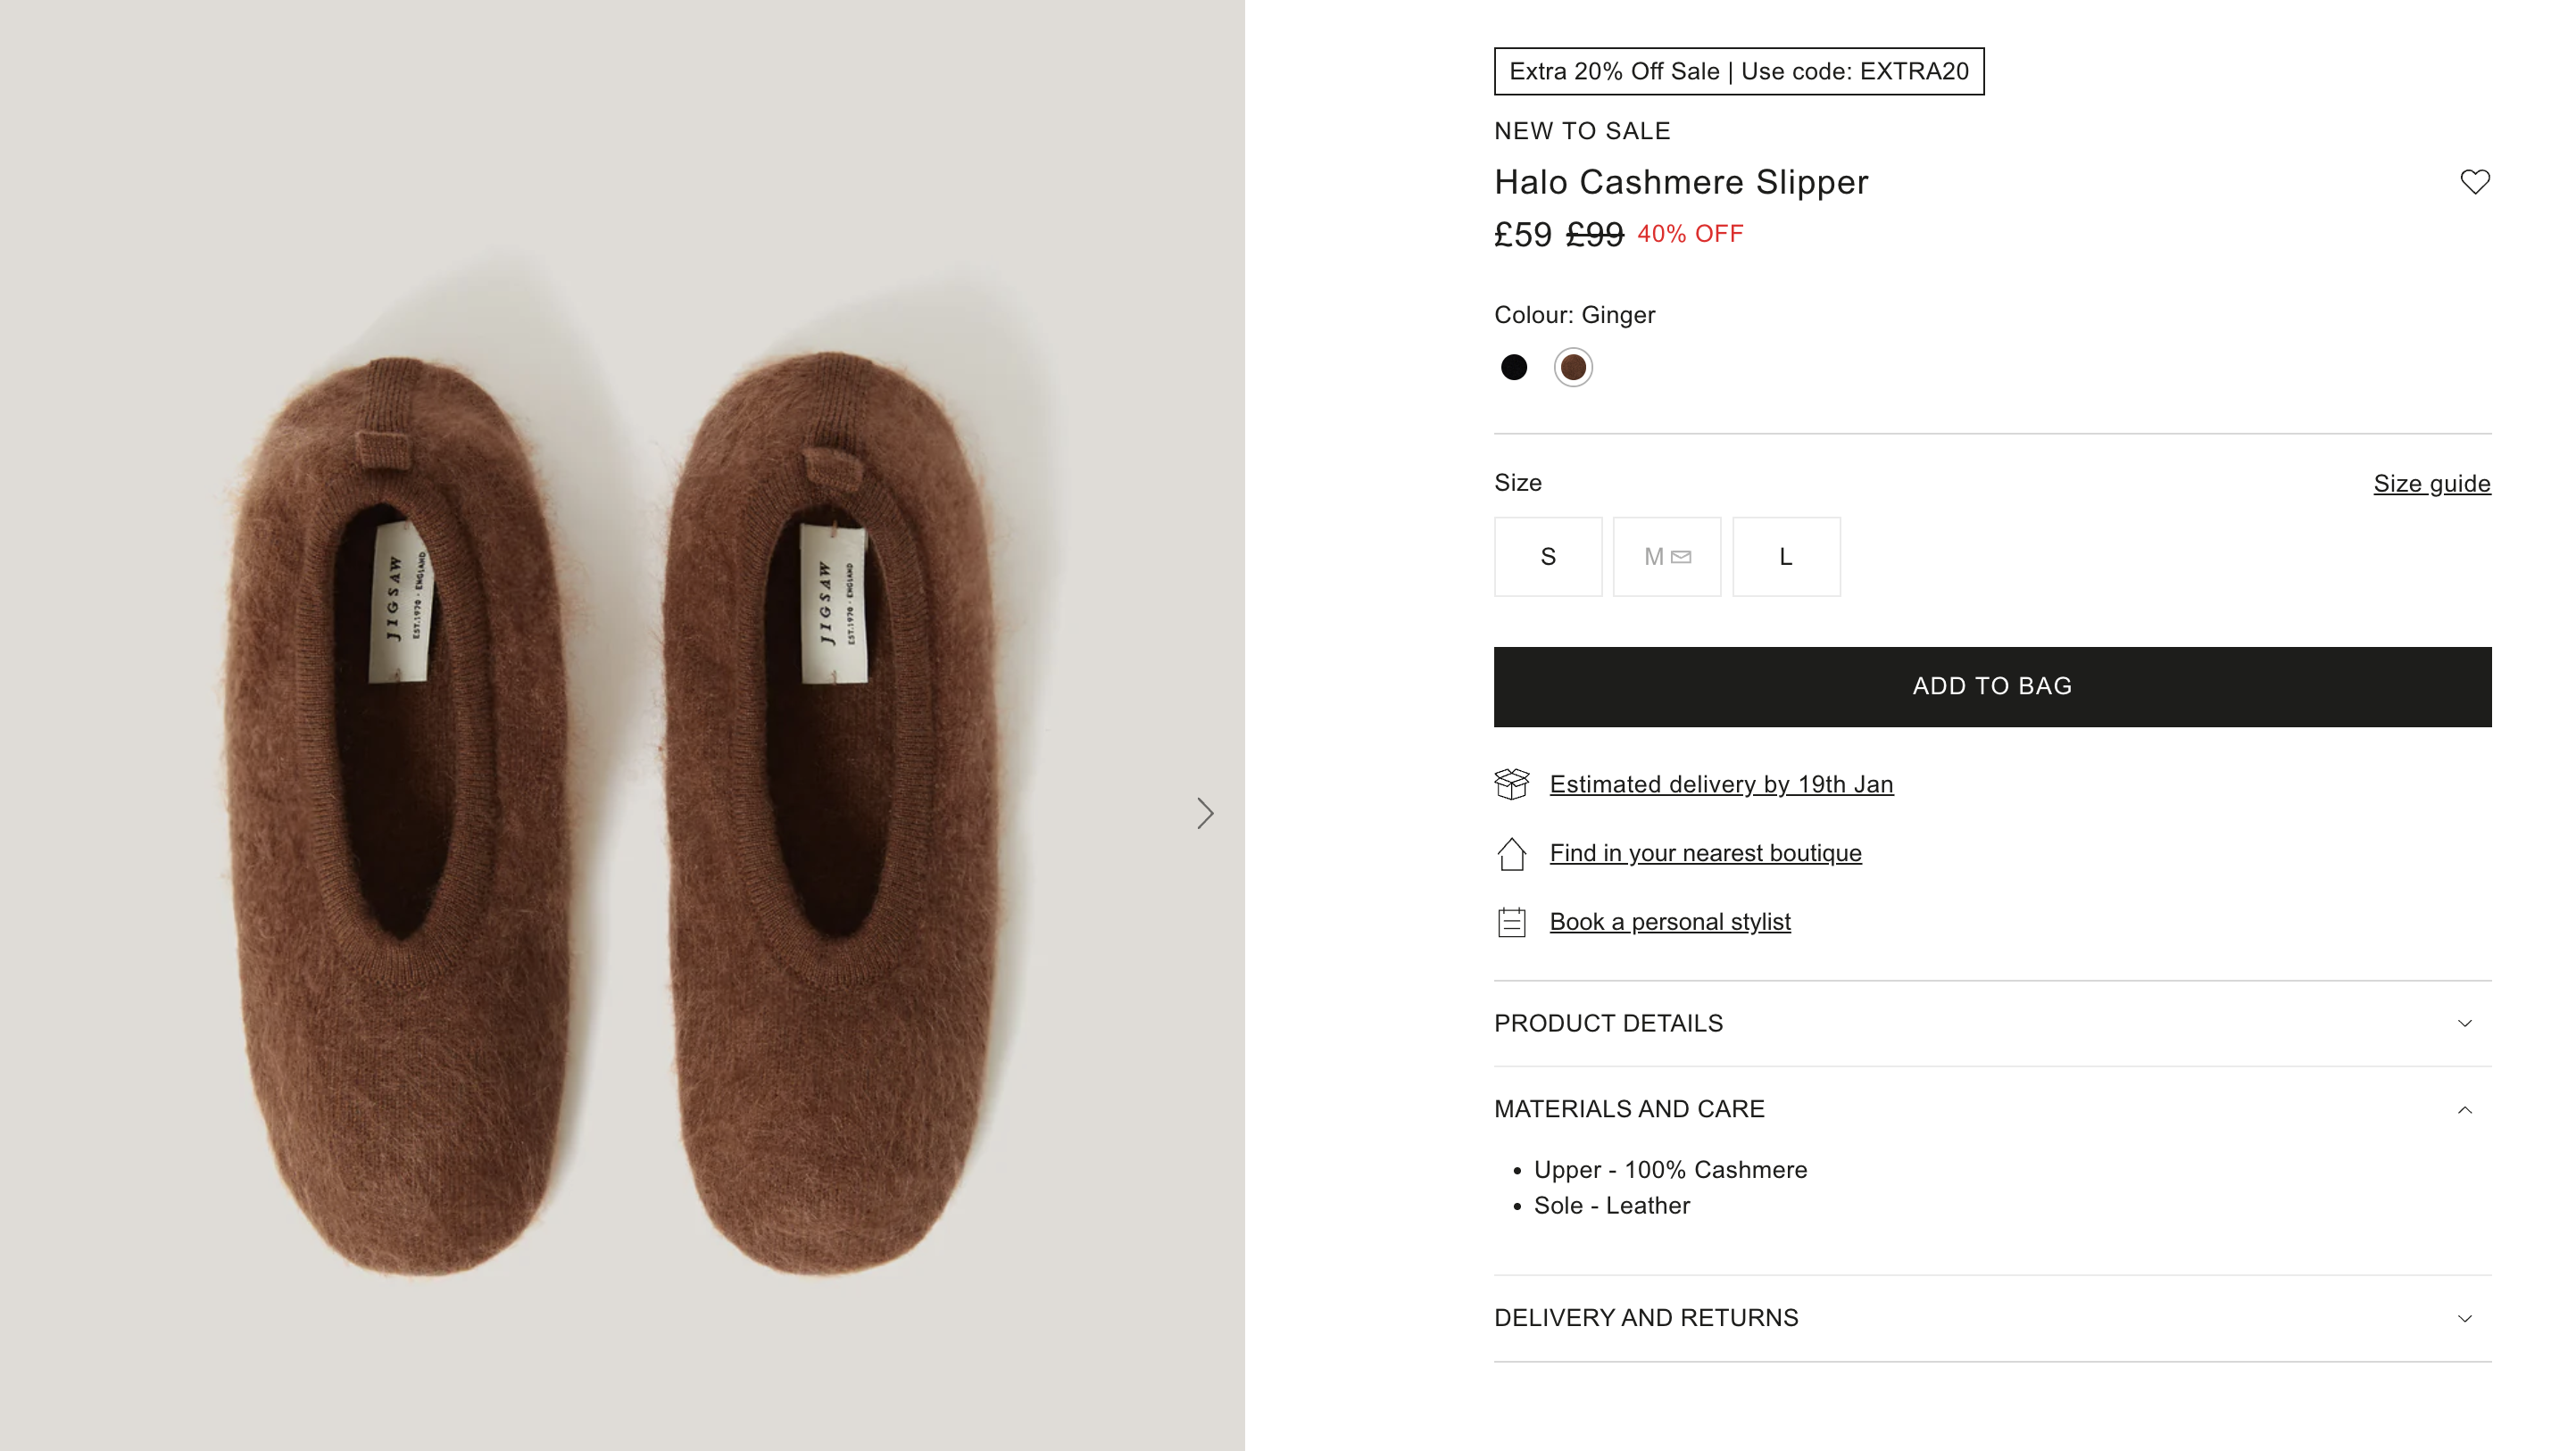 Extra 20% Off Sale | Use code: EXTRA20
NEW TO SALE
Halo Cashmere Slipper
£59 £99 40% OFF
Colour: Ginger
Size
Size guide
S
M
L
ADD TO BAG
Estimated delivery by 19th Jan
Find in your nearest boutique
Book a personal stylist
PRODUCT DETAILS
MATERIALS AND CARE
• Upper - 100% Cashmere
• Sole - Leather
DELIVERY AND RETURNS
JIGSAW
EST.1970 · ENGLAND
JIGSAW
EST.1970 · ENGLAND